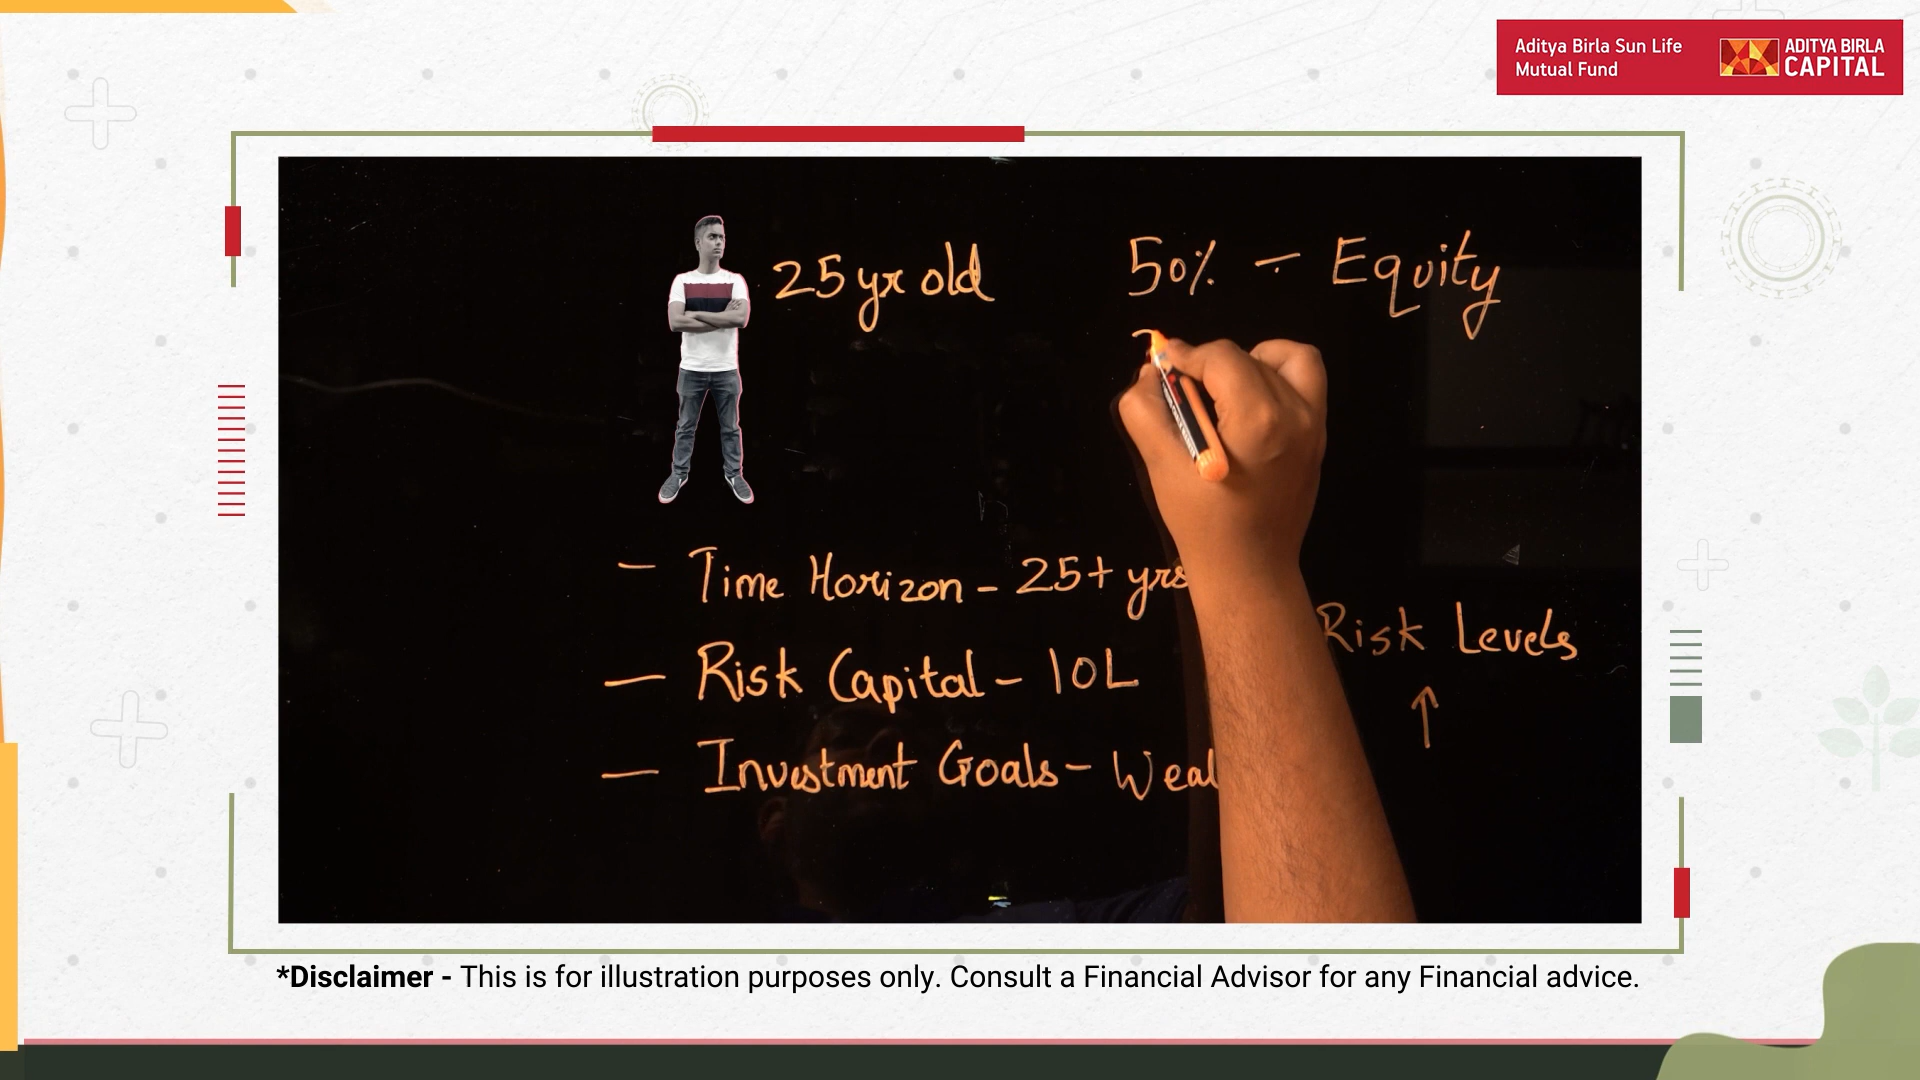 Aditya Birla Sun Life
Mutual Fund
ADITYA BIRLA
CAPITAL
25 yr old
50% - Equity
Time Horizon - 25+ yrs
Risk Levels
↑
- Risk Capital - 10L
- Investment Goals - Weal
*Disclaimer - This is for illustration purposes only. Consult a Financial Advisor for any Financial advice.